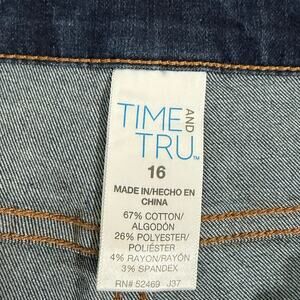 TIME AND
TRU™
16
MADE IN/HECHO EN
CHINA
67% COTTON/
ALGODÓN
26% POLYESTER/
POLIÉSTER
4% RAYON/RAYÓN
3% SPANDEX
RN# 52469 J37